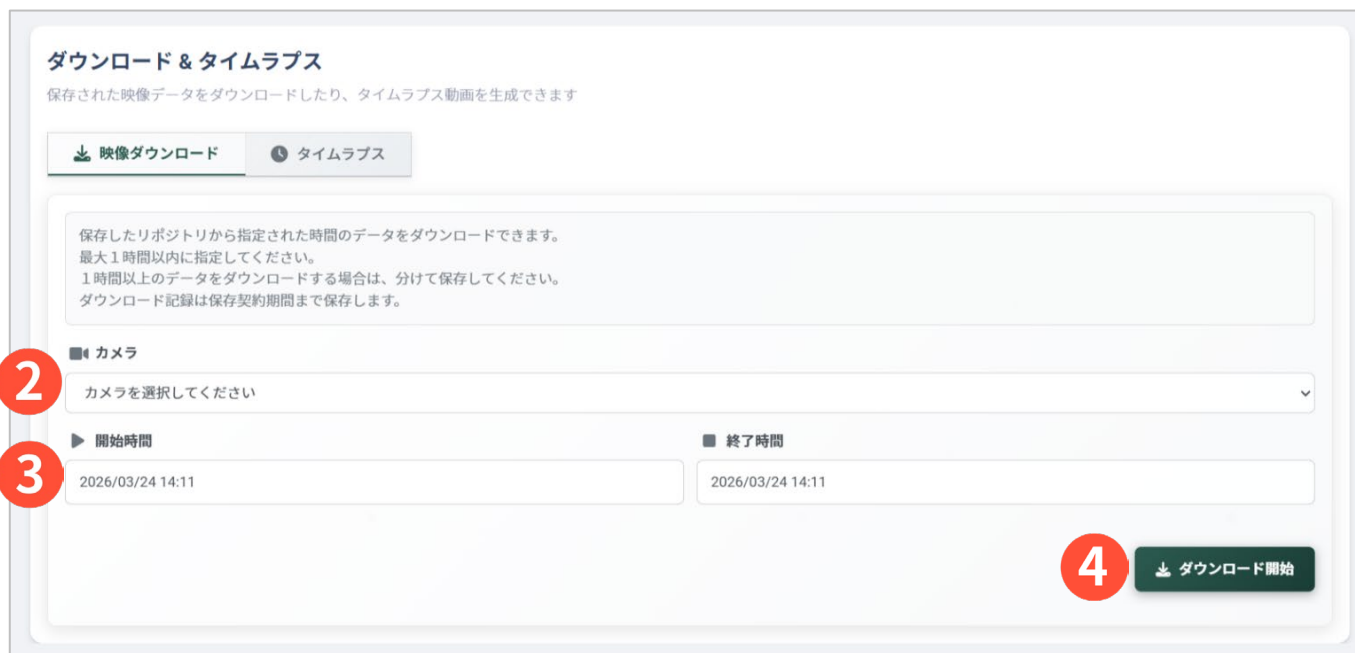 ダウンロード & タイムラプス
保存された映像データをダウンロードしたり、タイムラプス動画を生成できます
映像ダウンロード タイムラプス
保存したリポジトリから指定された時間のデータをダウンロードできます。
最大１時間以内に指定してください。
１時間以上のデータをダウンロードする場合は、分けて保存してください。
ダウンロード記録は保存契約期間まで保存します。
カメラ
2 カメラを選択してください
開始時間 終了時間
3 2026/03/24 14:11 2026/03/24 14:11
4 ダウンロード開始